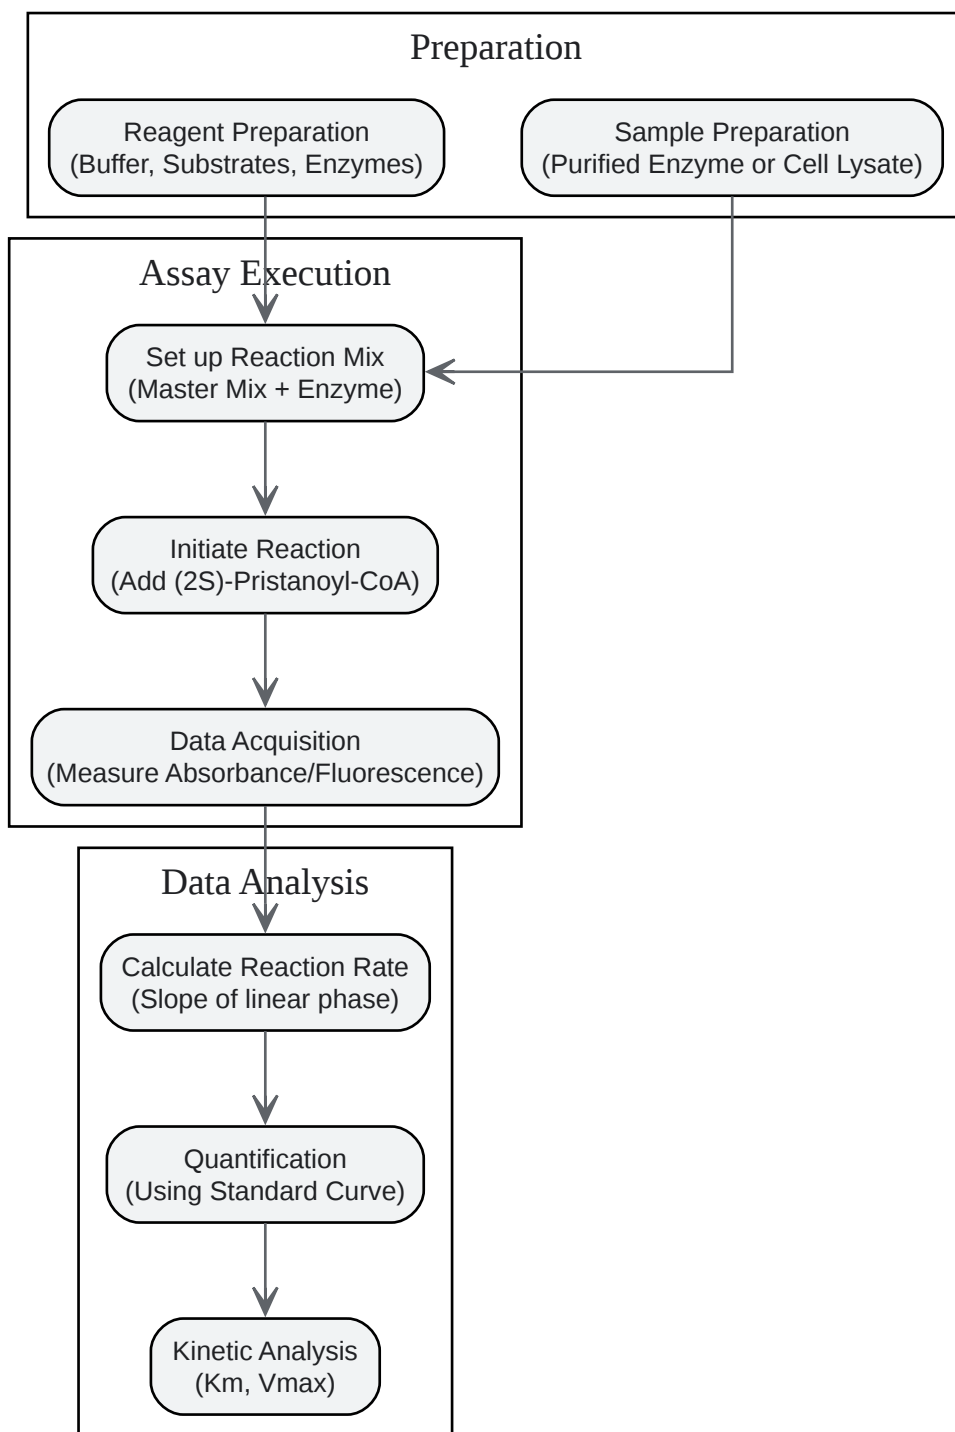 Preparation
Reagent Preparation
(Buffer, Substrates, Enzymes)
Sample Preparation
(Purified Enzyme or Cell Lysate)
Assay Execution
Set up Reaction Mix
(Master Mix + Enzyme)
Initiate Reaction
(Add (2S)-Pristanoyl-CoA)
Data Acquisition
(Measure Absorbance/Fluorescence)
Data Analysis
Calculate Reaction Rate
(Slope of linear phase)
Quantification
(Using Standard Curve)
Kinetic Analysis
(Km, Vmax)